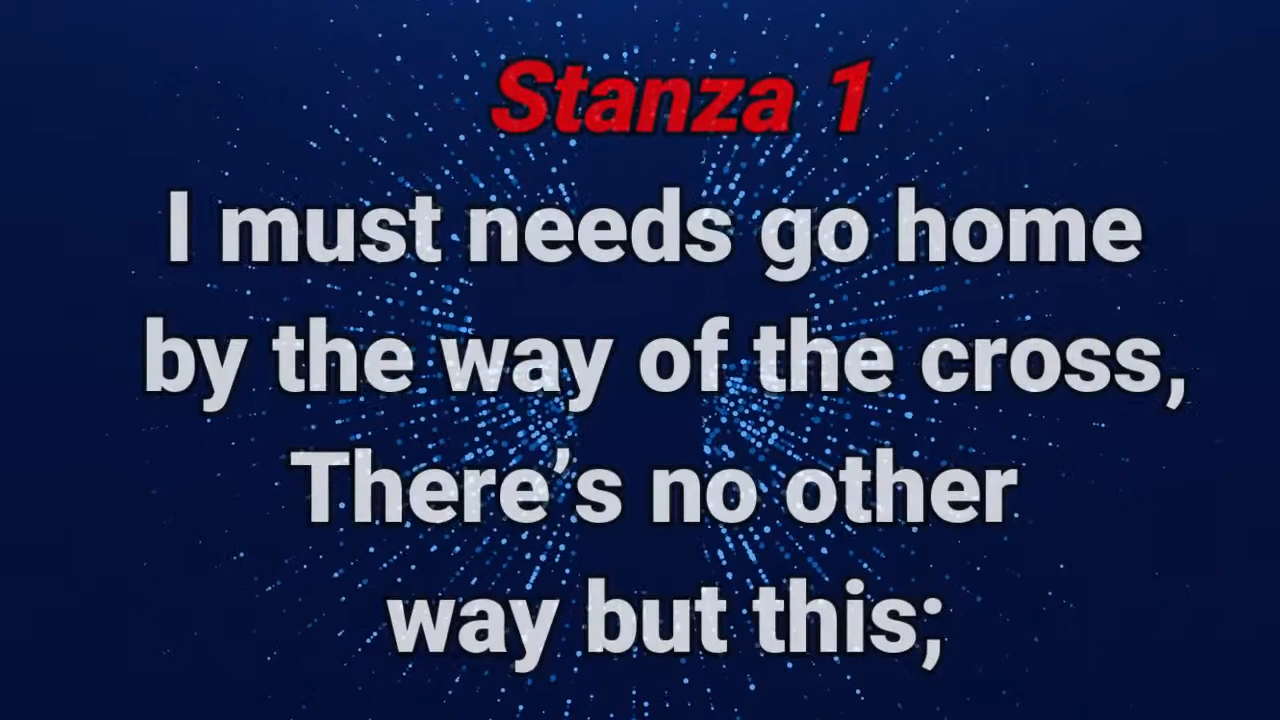 Stanza 1
I must needs go home
by the way of the cross,
There’s no other
way but this;